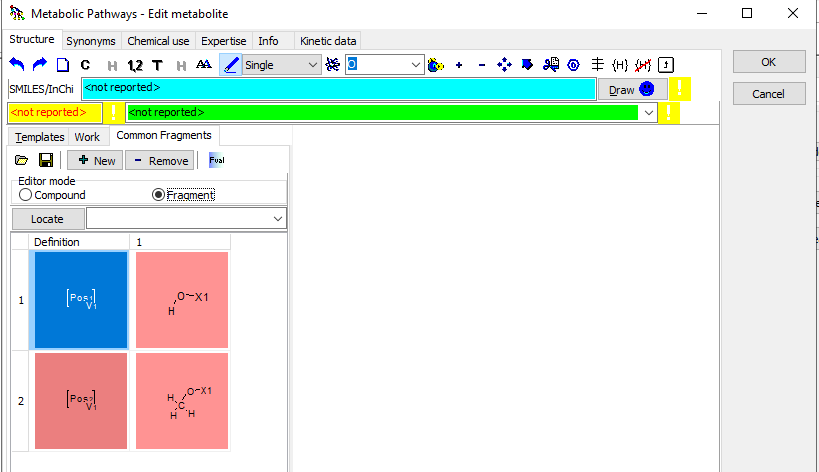 Metabolic Pathways - Edit metabolite
Structure Synonyms Chemical use Expertise Info Kinetic data
C H 1,2 T H AA Single O {H} {H}
OK
SMILES/InChi <not reported> Draw !
Cancel
<not reported> ! <not reported> !
Templates Work Common Fragments
New Remove Fval
Editor mode
Compound Fragment
Locate
Definition 1
1 [Pos1] V1 O X1 H
2 [Pos2] V1 H O X1 C H H